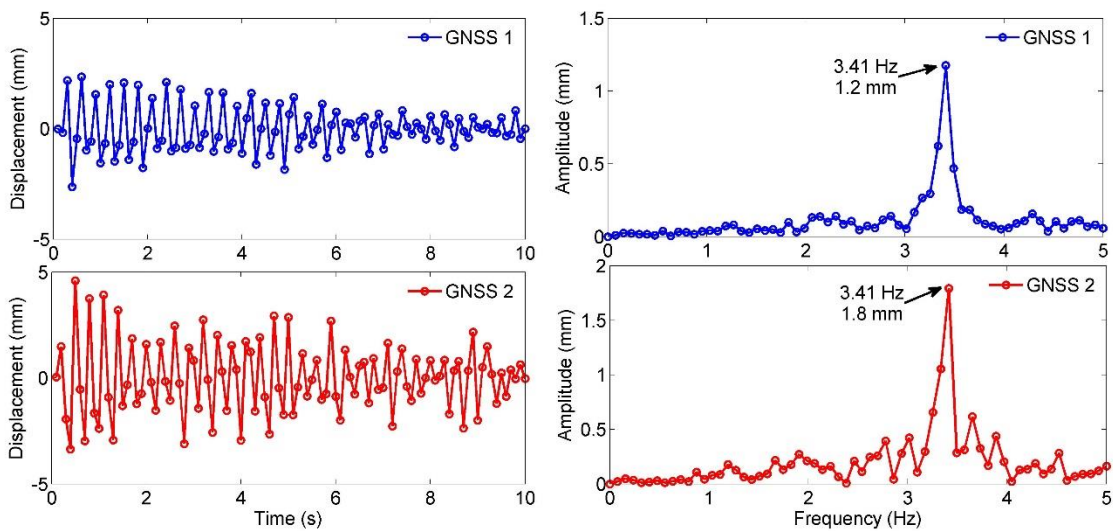 5
0
-5
Displacement (mm)
GNSS 1
0 2 4 6 8 10
1.5
1
0.5
0
Amplitude (mm)
GNSS 1
3.41 Hz
1.2 mm
0 1 2 3 4 5
5
0
-5
Displacement (mm)
GNSS 2
0 2 4 6 8 10
Time (s)
2
1.5
1
0.5
0
Amplitude (mm)
GNSS 2
3.41 Hz
1.8 mm
0 1 2 3 4 5
Frequency (Hz)